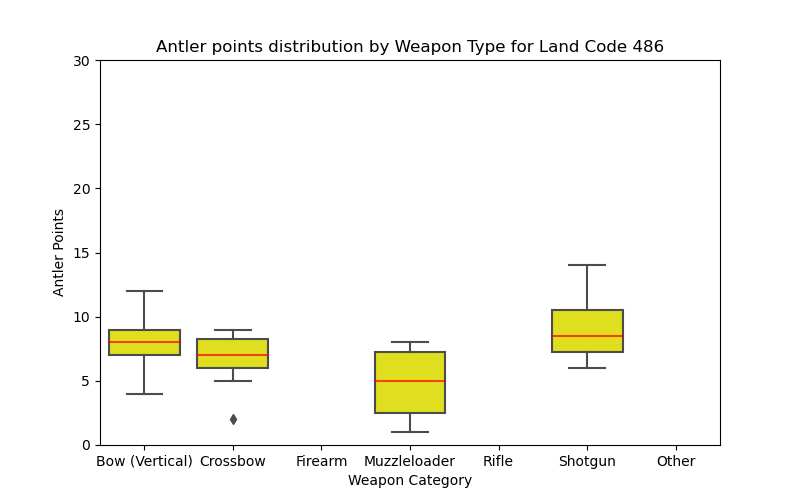 Antler points distribution by Weapon Type for Land Code 486
30
25
20
15
10
5
0
Antler Points
Bow (Vertical) Crossbow Firearm Muzzleloader Rifle Shotgun Other
Weapon Category